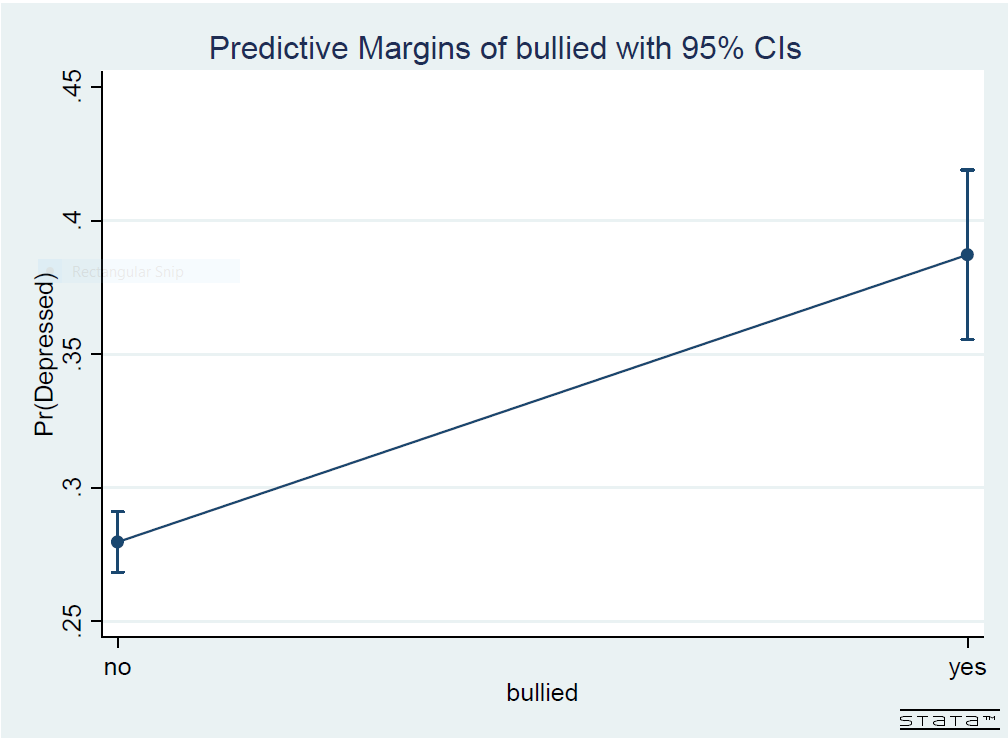 Predictive Margins of bullied with 95% CIs
.45
.4
.35
.3
.25
Pr(Depressed)
Rectangular Snip
no
yes
bullied
STATA™